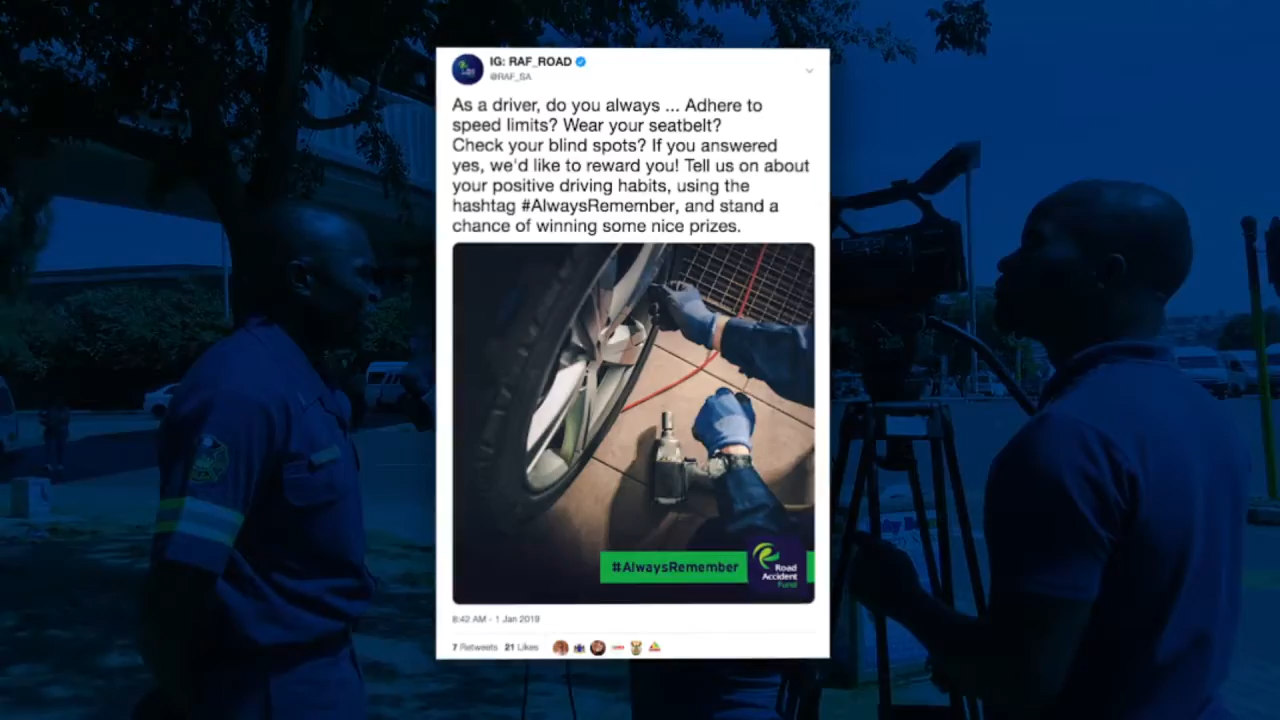 IG: RAF_ROAD
@RAF_SA
As a driver, do you always ... Adhere to
speed limits? Wear your seatbelt?
Check your blind spots? If you answered
yes, we'd like to reward you! Tell us on about
your positive driving habits, using the
hashtag #AlwaysRemember, and stand a
chance of winning some nice prizes.
#AlwaysRemember
Road
Accident
Fund
8:42 AM - 1 Jan 2019
7 Retweets 21 Likes